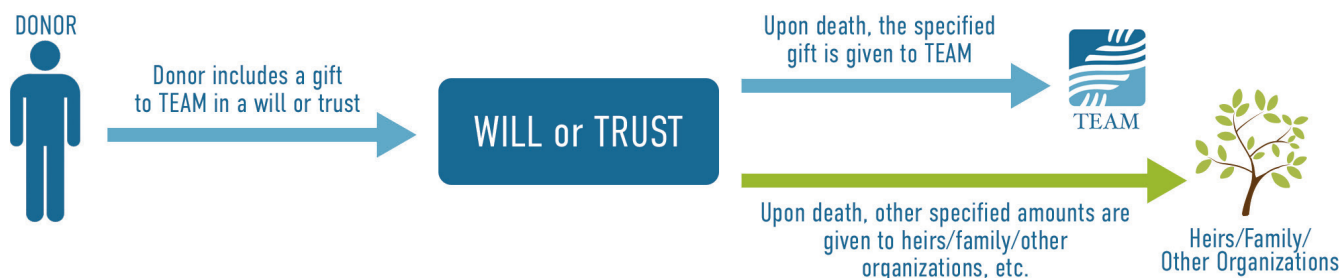 DONOR
Donor includes a gift
to TEAM in a will or trust
WILL or TRUST
Upon death, the specified
gift is given to TEAM
TEAM
Upon death, other specified amounts are
given to heirs/family/other
organizations, etc.
Heirs/Family/
Other Organizations